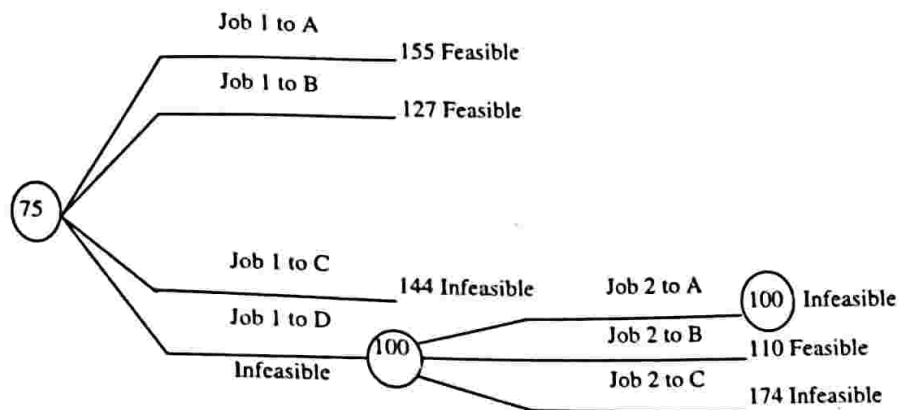 Job 1 to A
155 Feasible
Job 1 to B
127 Feasible
75
Job 1 to C
144 Infeasible
Job 1 to D
Infeasible
100
Job 2 to A
100 Infeasible
Job 2 to B
110 Feasible
Job 2 to C
174 Infeasible